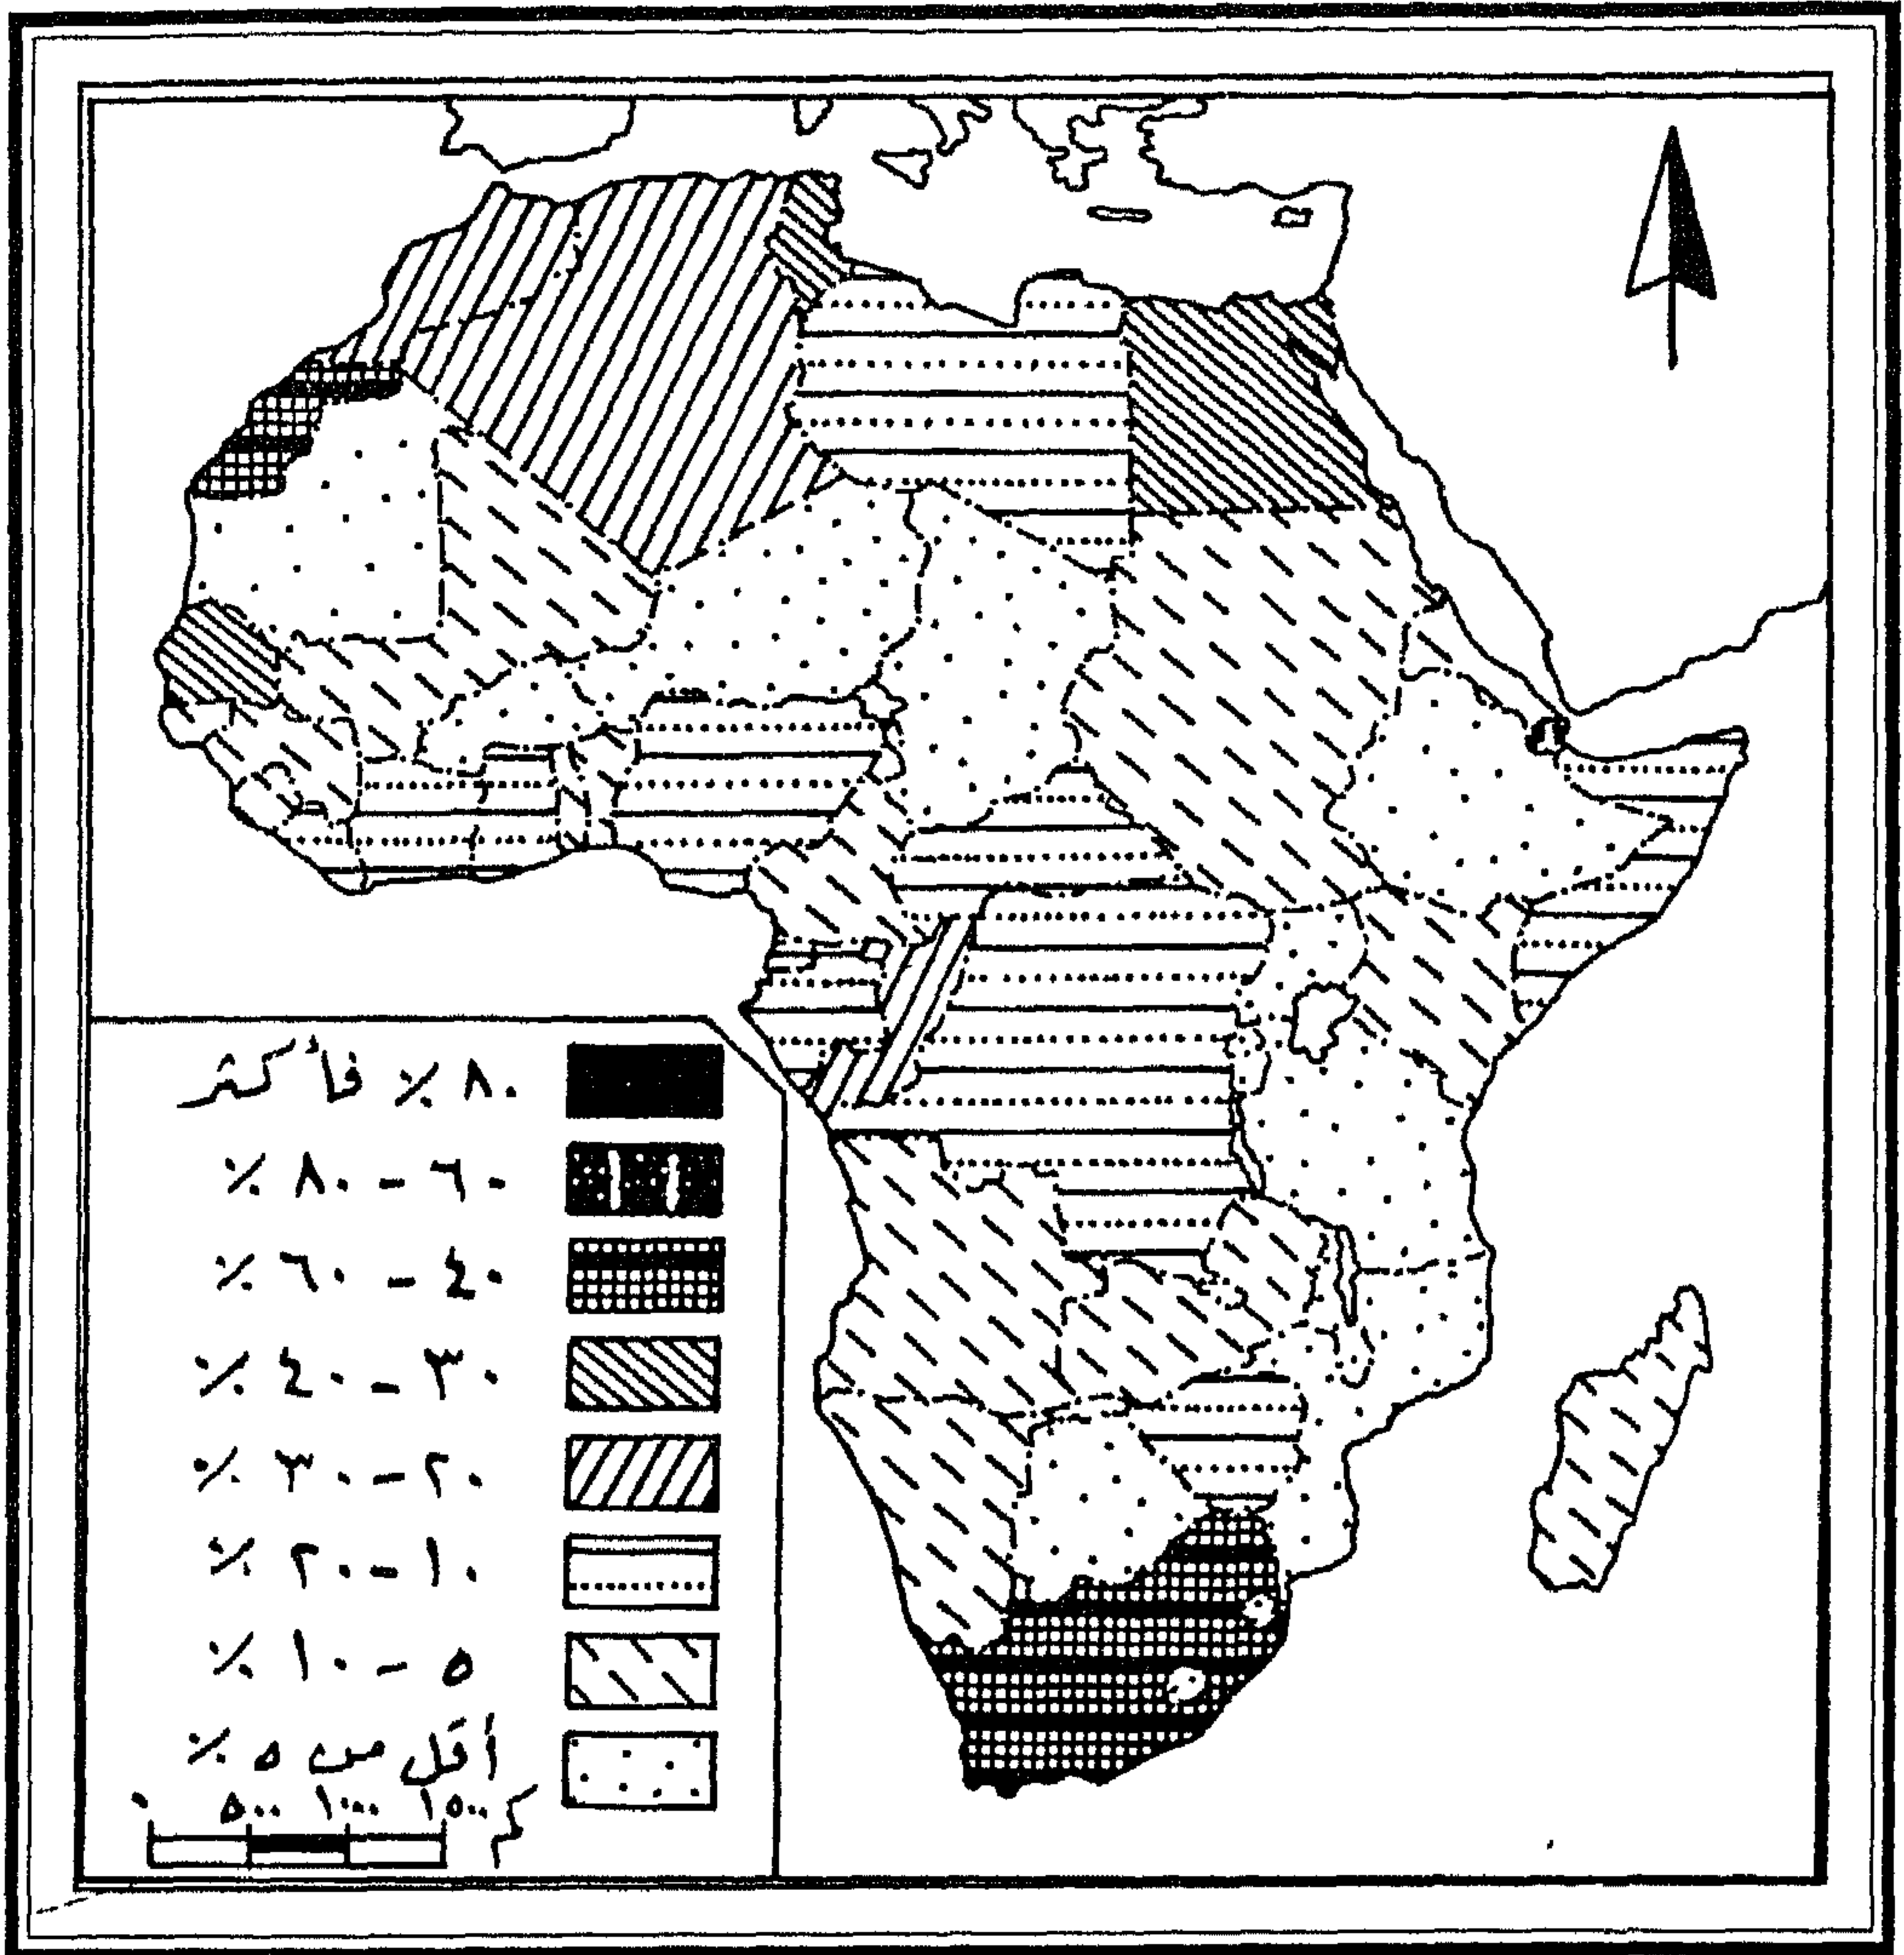 ٨٠ ٪ فأكثر
٦٠ - ٨٠ ٪
٤٠ - ٦٠ ٪
٣٠ - ٤٠ ٪
٢٠ - ٣٠ ٪
١٠ - ٢٠ ٪
٥ - ١٠ ٪
أقل من ٥ ٪
٠ ٥٠٠ ١٠٠٠ ١٥٠٠ كم